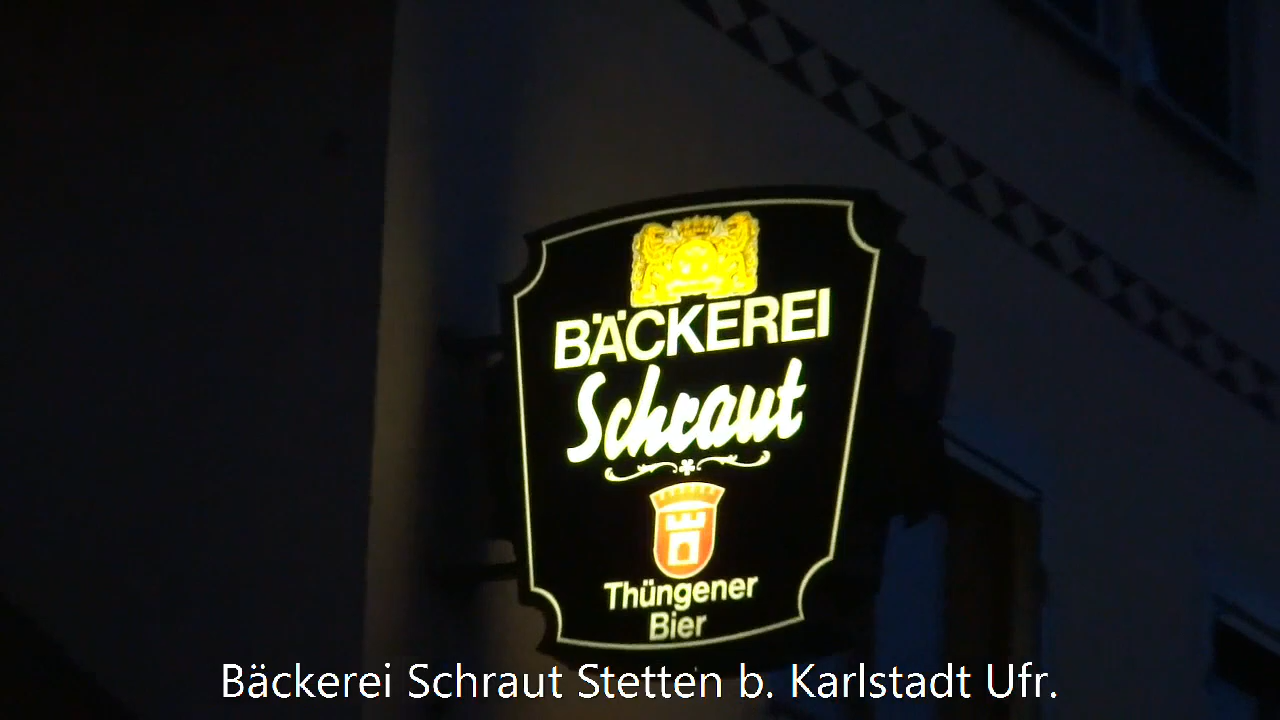 BÄCKEREI
Schraut
Thüngener
Bier
Bäckerei Schraut Stetten b. Karlstadt Ufr.